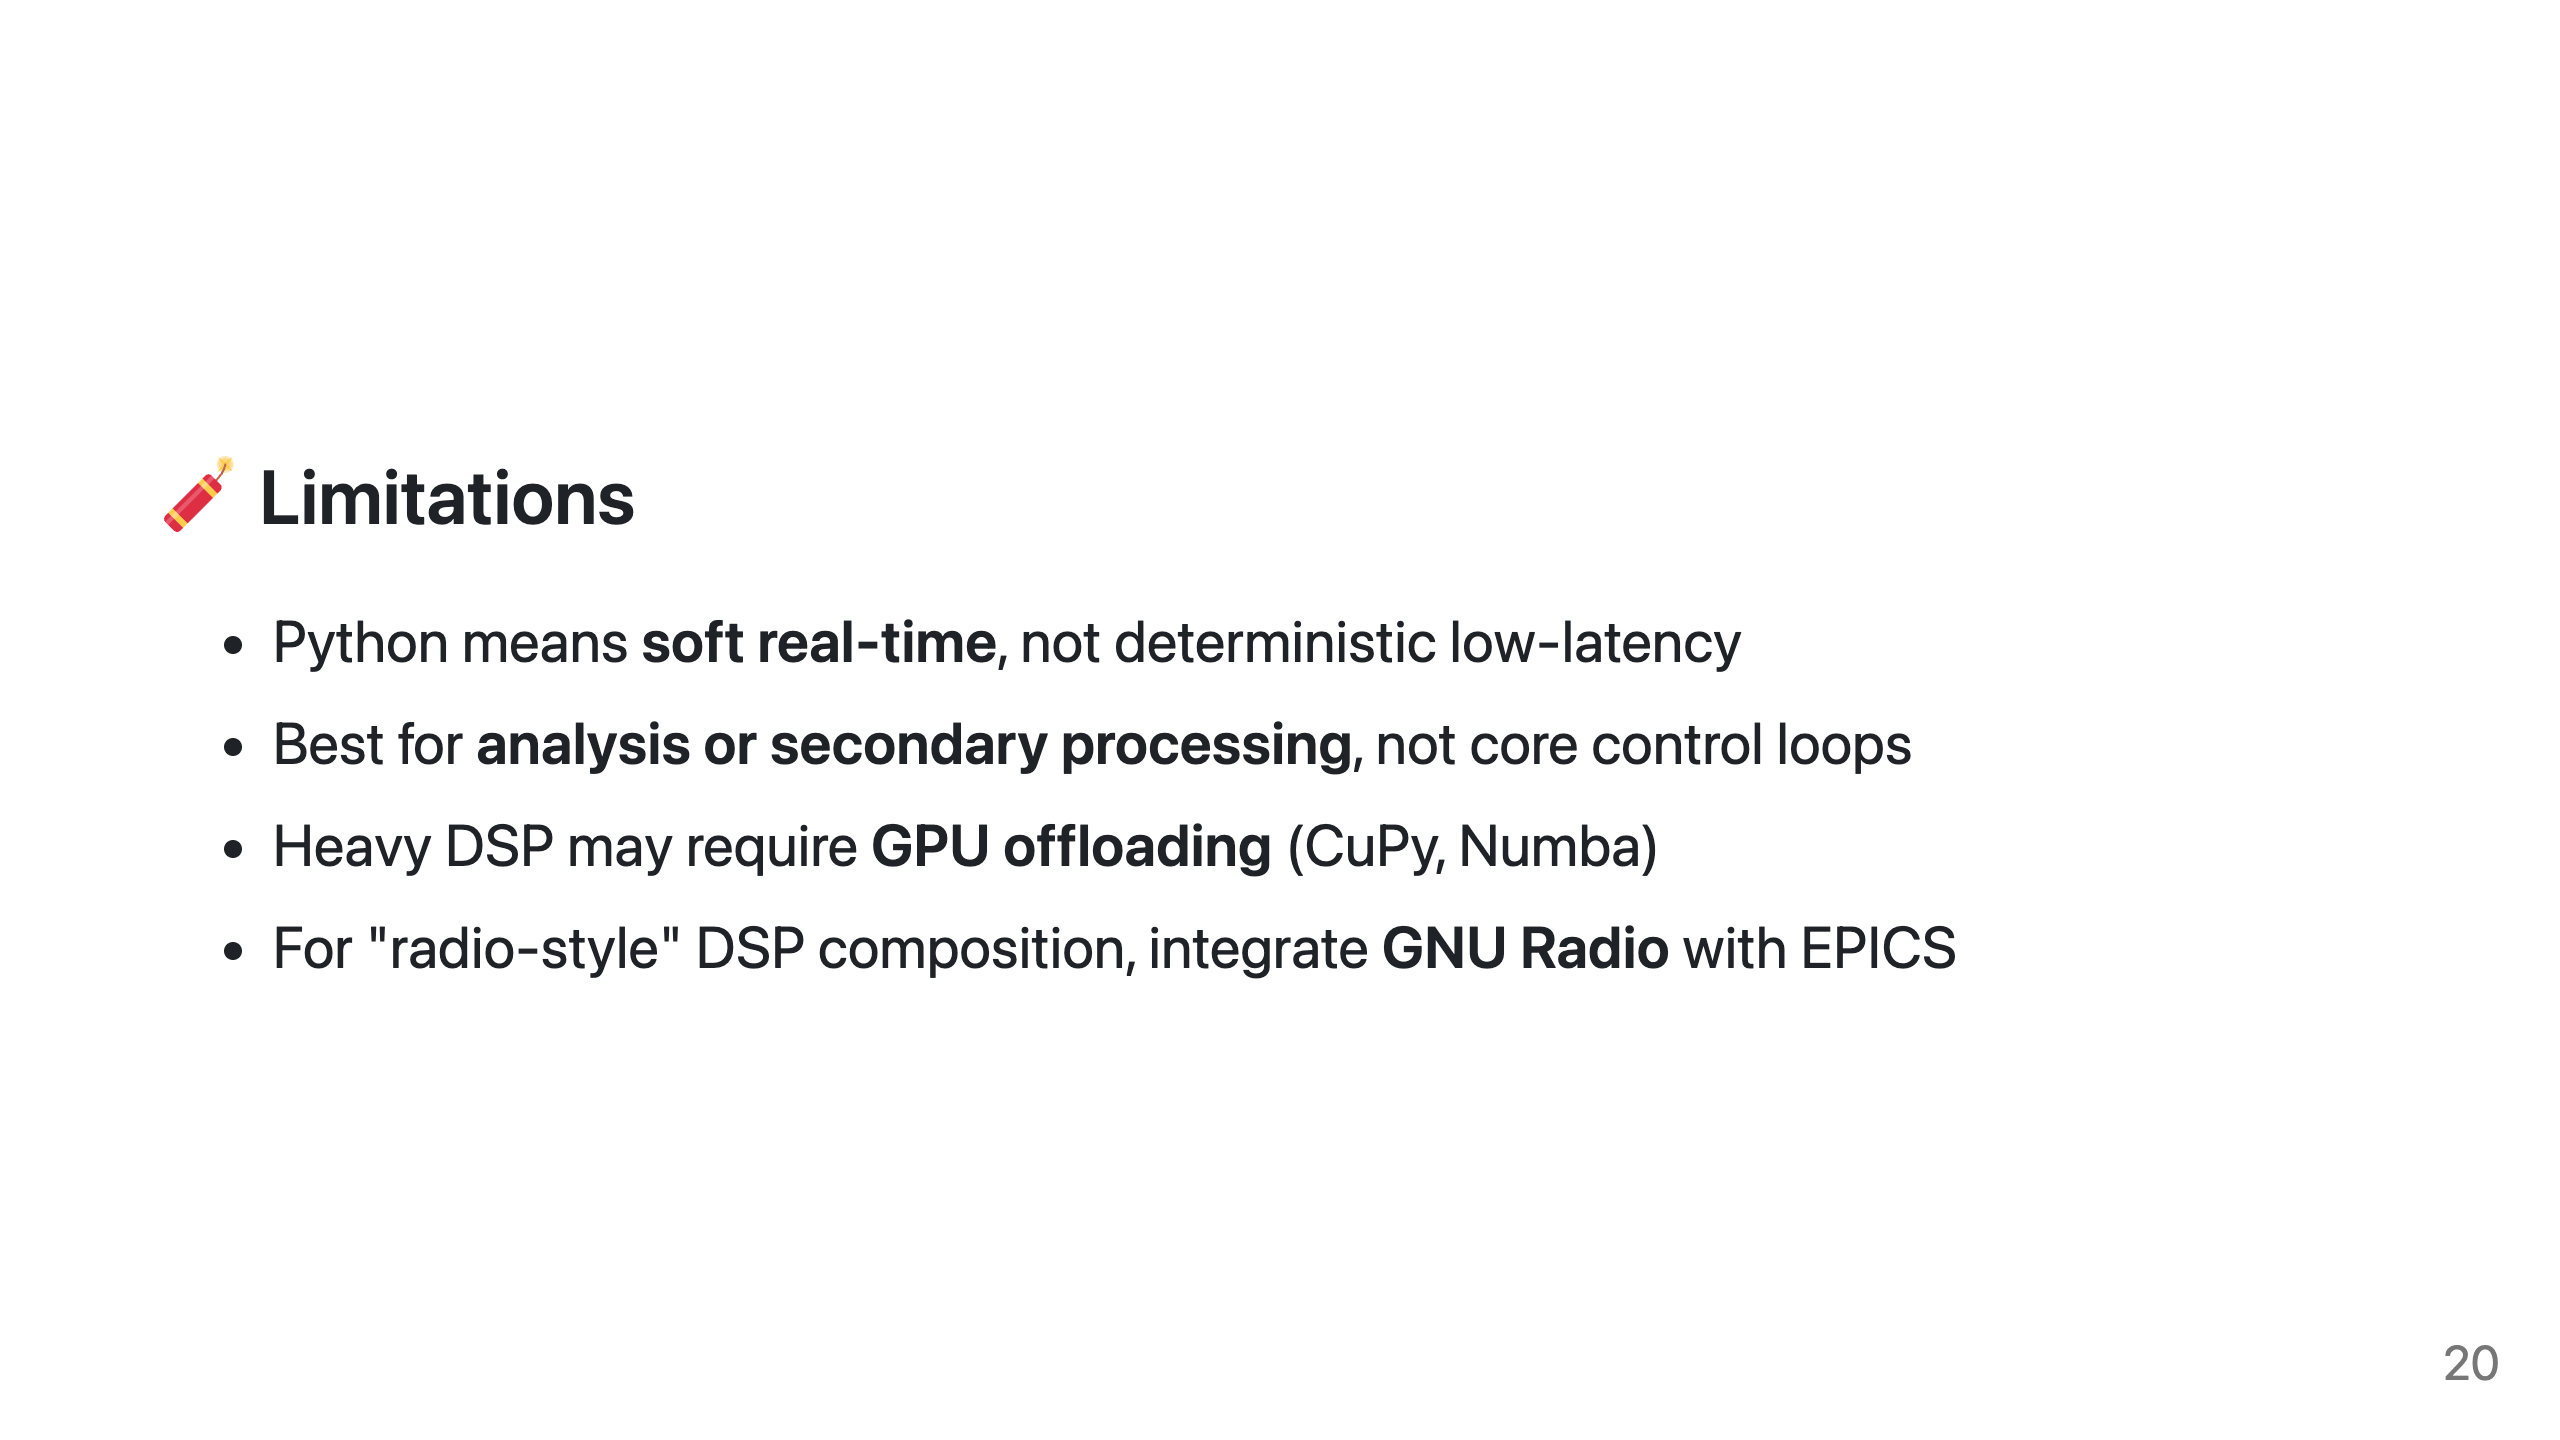 🧨 Limitations
• Python means soft real-time, not deterministic low-latency
• Best for analysis or secondary processing, not core control loops
• Heavy DSP may require GPU offloading (CuPy, Numba)
• For "radio-style" DSP composition, integrate GNU Radio with EPICS
20